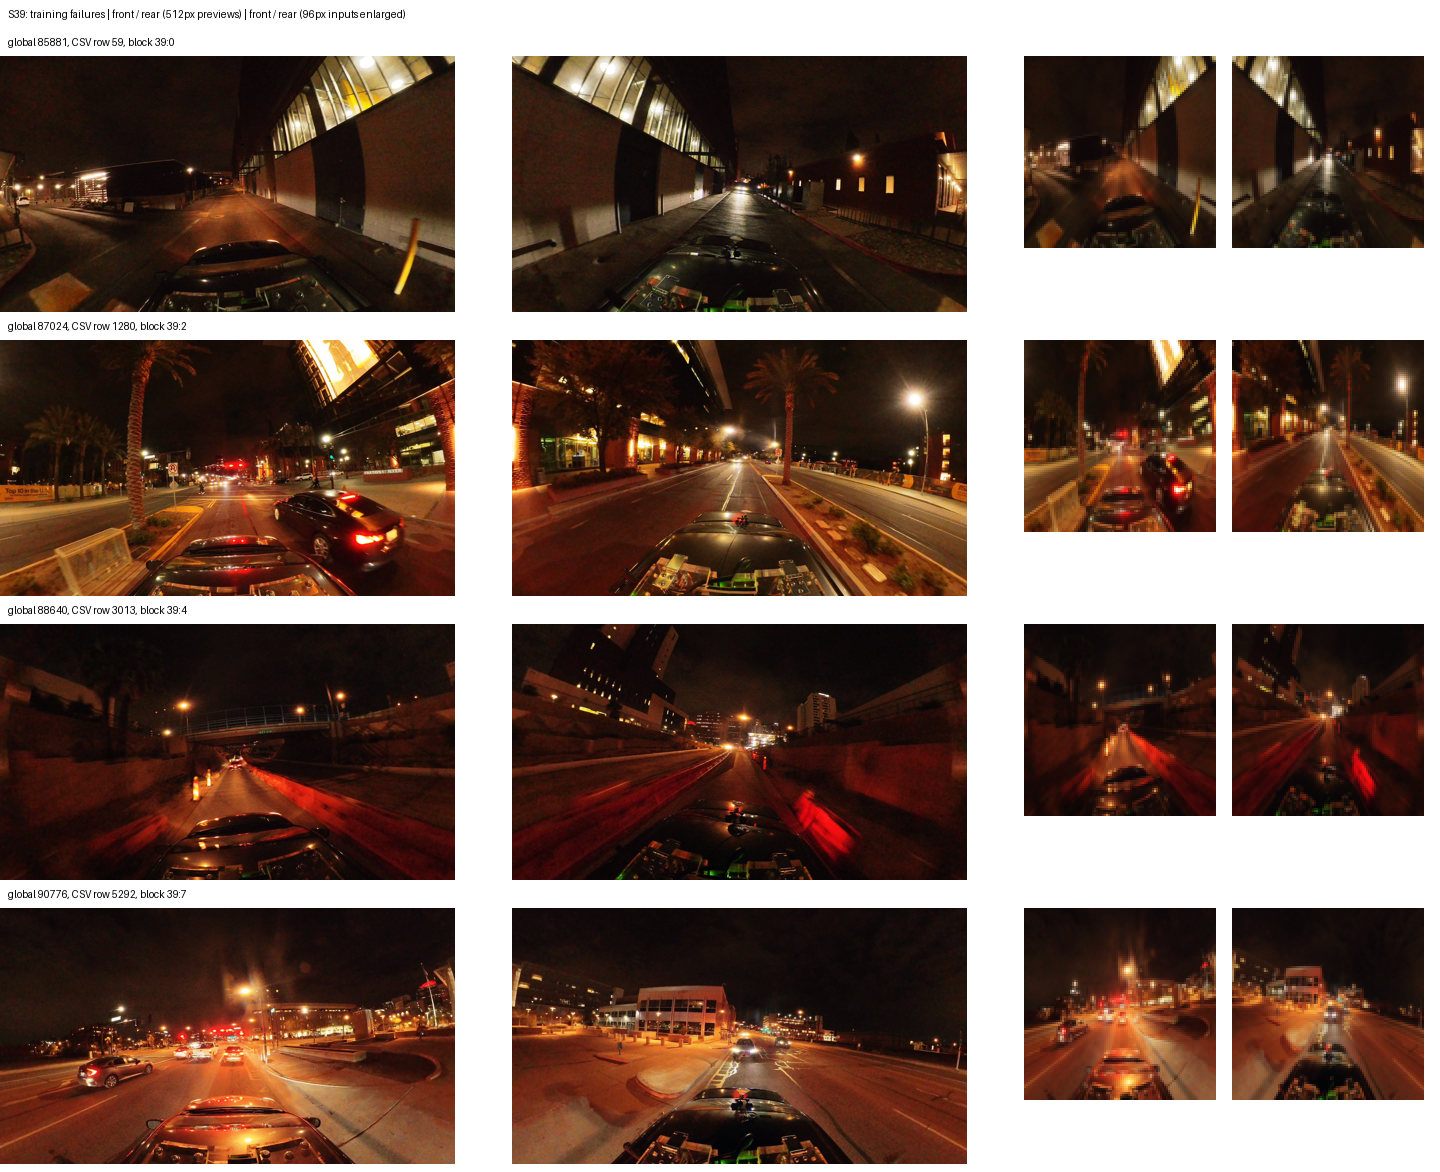 S39: training failures | front / rear (512px previews) | front / rear (96px inputs enlarged)
global 85881, CSV row 59, block 39:0
global 87024, CSV row 1280, block 39:2
Top 10 in the U.S.
global 88640, CSV row 3013, block 39:4
global 90776, CSV row 5292, block 39:7